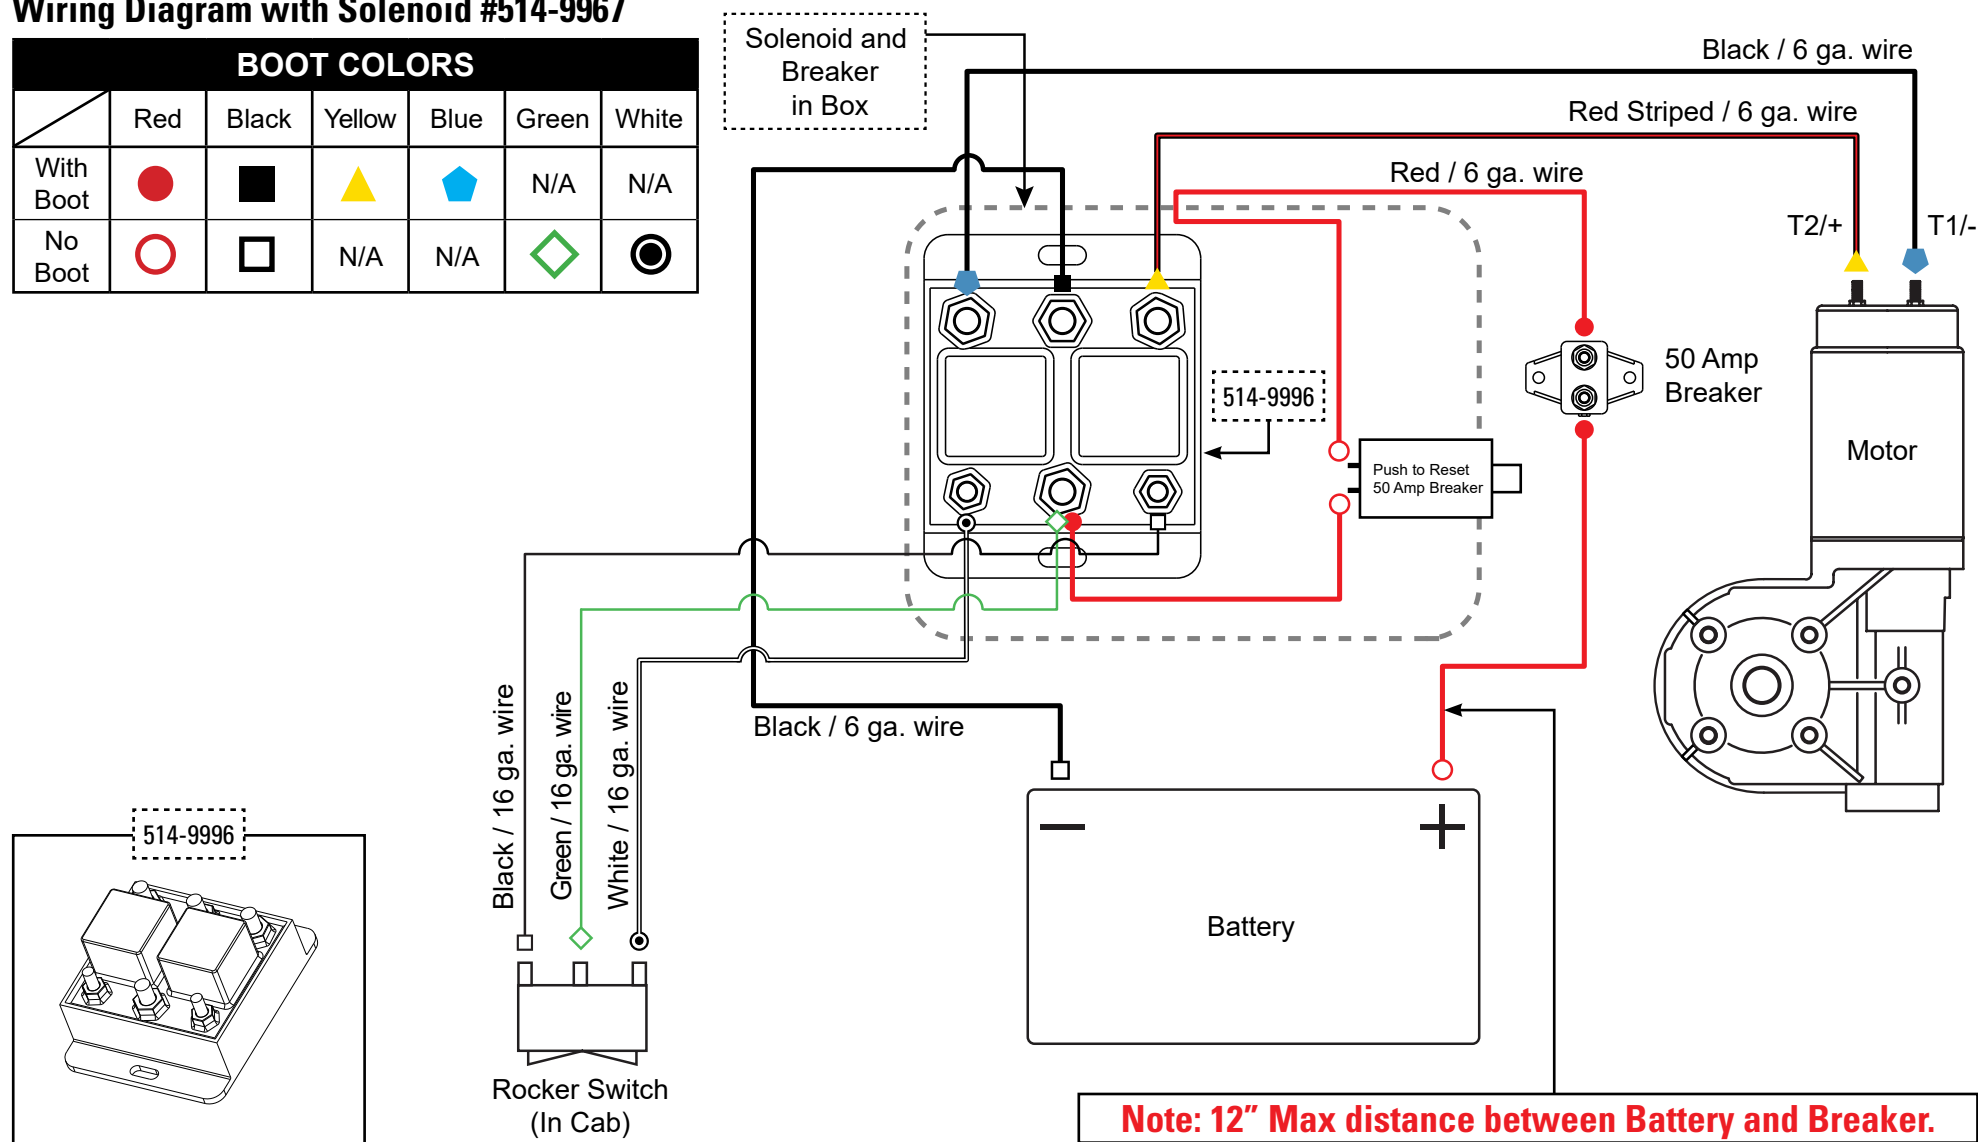 Wiring Diagram with Solenoid #514-9967
BOOT COLORS
Red Black Yellow Blue Green White
With Boot N/A N/A
No Boot N/A N/A
Solenoid and
Breaker
in Box
Black / 6 ga. wire
Red Striped / 6 ga. wire
Red / 6 ga. wire
T2/+ T1/-
514-9996
50 Amp
Breaker
Push to Reset
50 Amp Breaker
Motor
Black / 16 ga. wire
Green / 16 ga. wire
White / 16 ga. wire
Black / 6 ga. wire
514-9996
Battery
Rocker Switch
(In Cab)
Note: 12″ Max distance between Battery and Breaker.